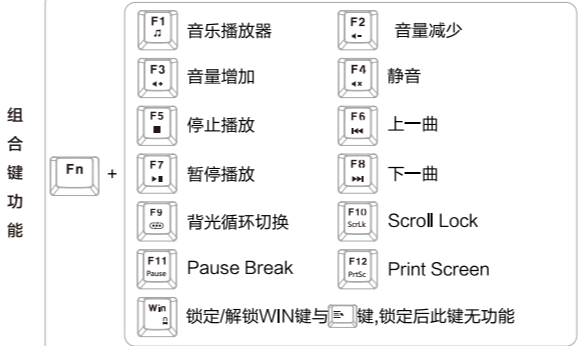 组合键功能
Fn +
F1 音乐播放器 F2 音量减少
F3 音量增加 F4 静音
F5 停止播放 F6 上一曲
F7 暂停播放 F8 下一曲
F9 背光循环切换 F10 ScrLk Scroll Lock
F11 Pause Pause Break F12 PrtSc Print Screen
Win 锁定/解锁WIN键与键,锁定后此键无功能